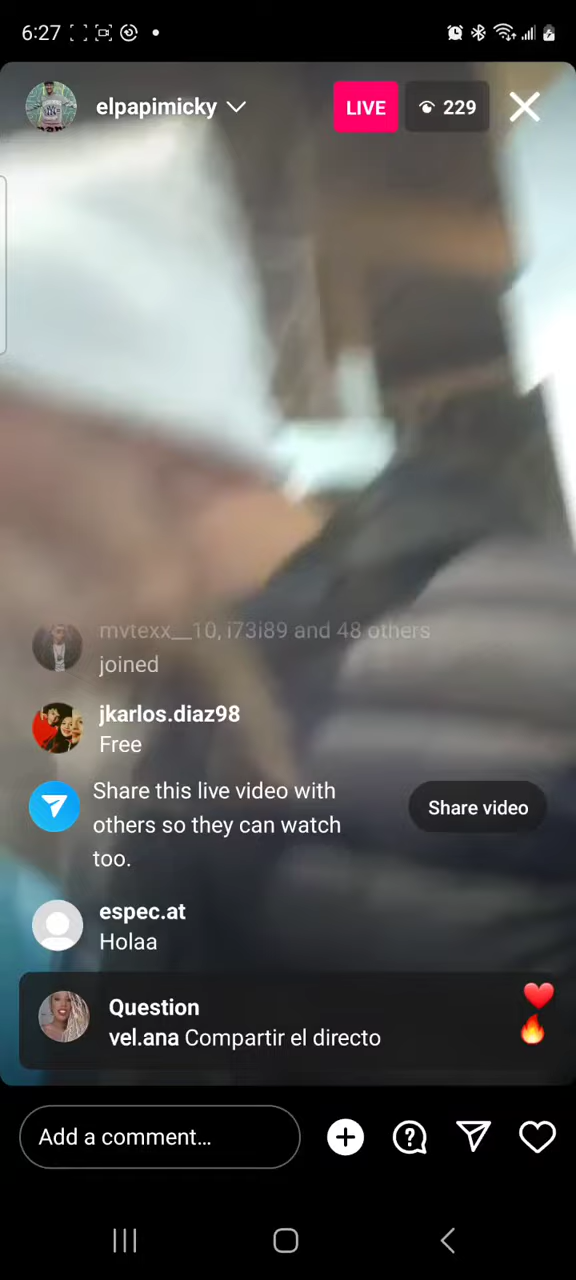 6:27
elpapimicky
LIVE
229
mvtexx__10, i73i89 and 48 others
joined
jkarlos.diaz98
Free
Share this live video with
others so they can watch
too.
Share video
espec.at
Holaa
Question
vel.ana Compartir el directo
Add a comment...